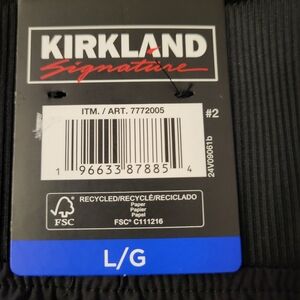 KIRKLAND
Signature
ITM. / ART. 7772005
#2
1 96633 87885 4
24V09061b
RECYCLED/RECYCLÉ/RECICLADO
Paper
Papier
Papel
FSC® C111216
FSC
L/G